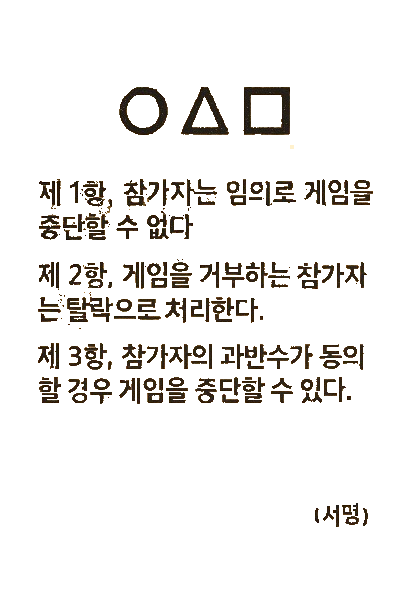 제 1항, 참가자는 임의로 게임을
중단할 수 없다
제 2항, 게임을 거부하는 참가자
는 탈락으로 처리한다.
제 3항, 참가자의 과반수가 동의
할 경우 게임을 중단할 수 있다.
(서명)